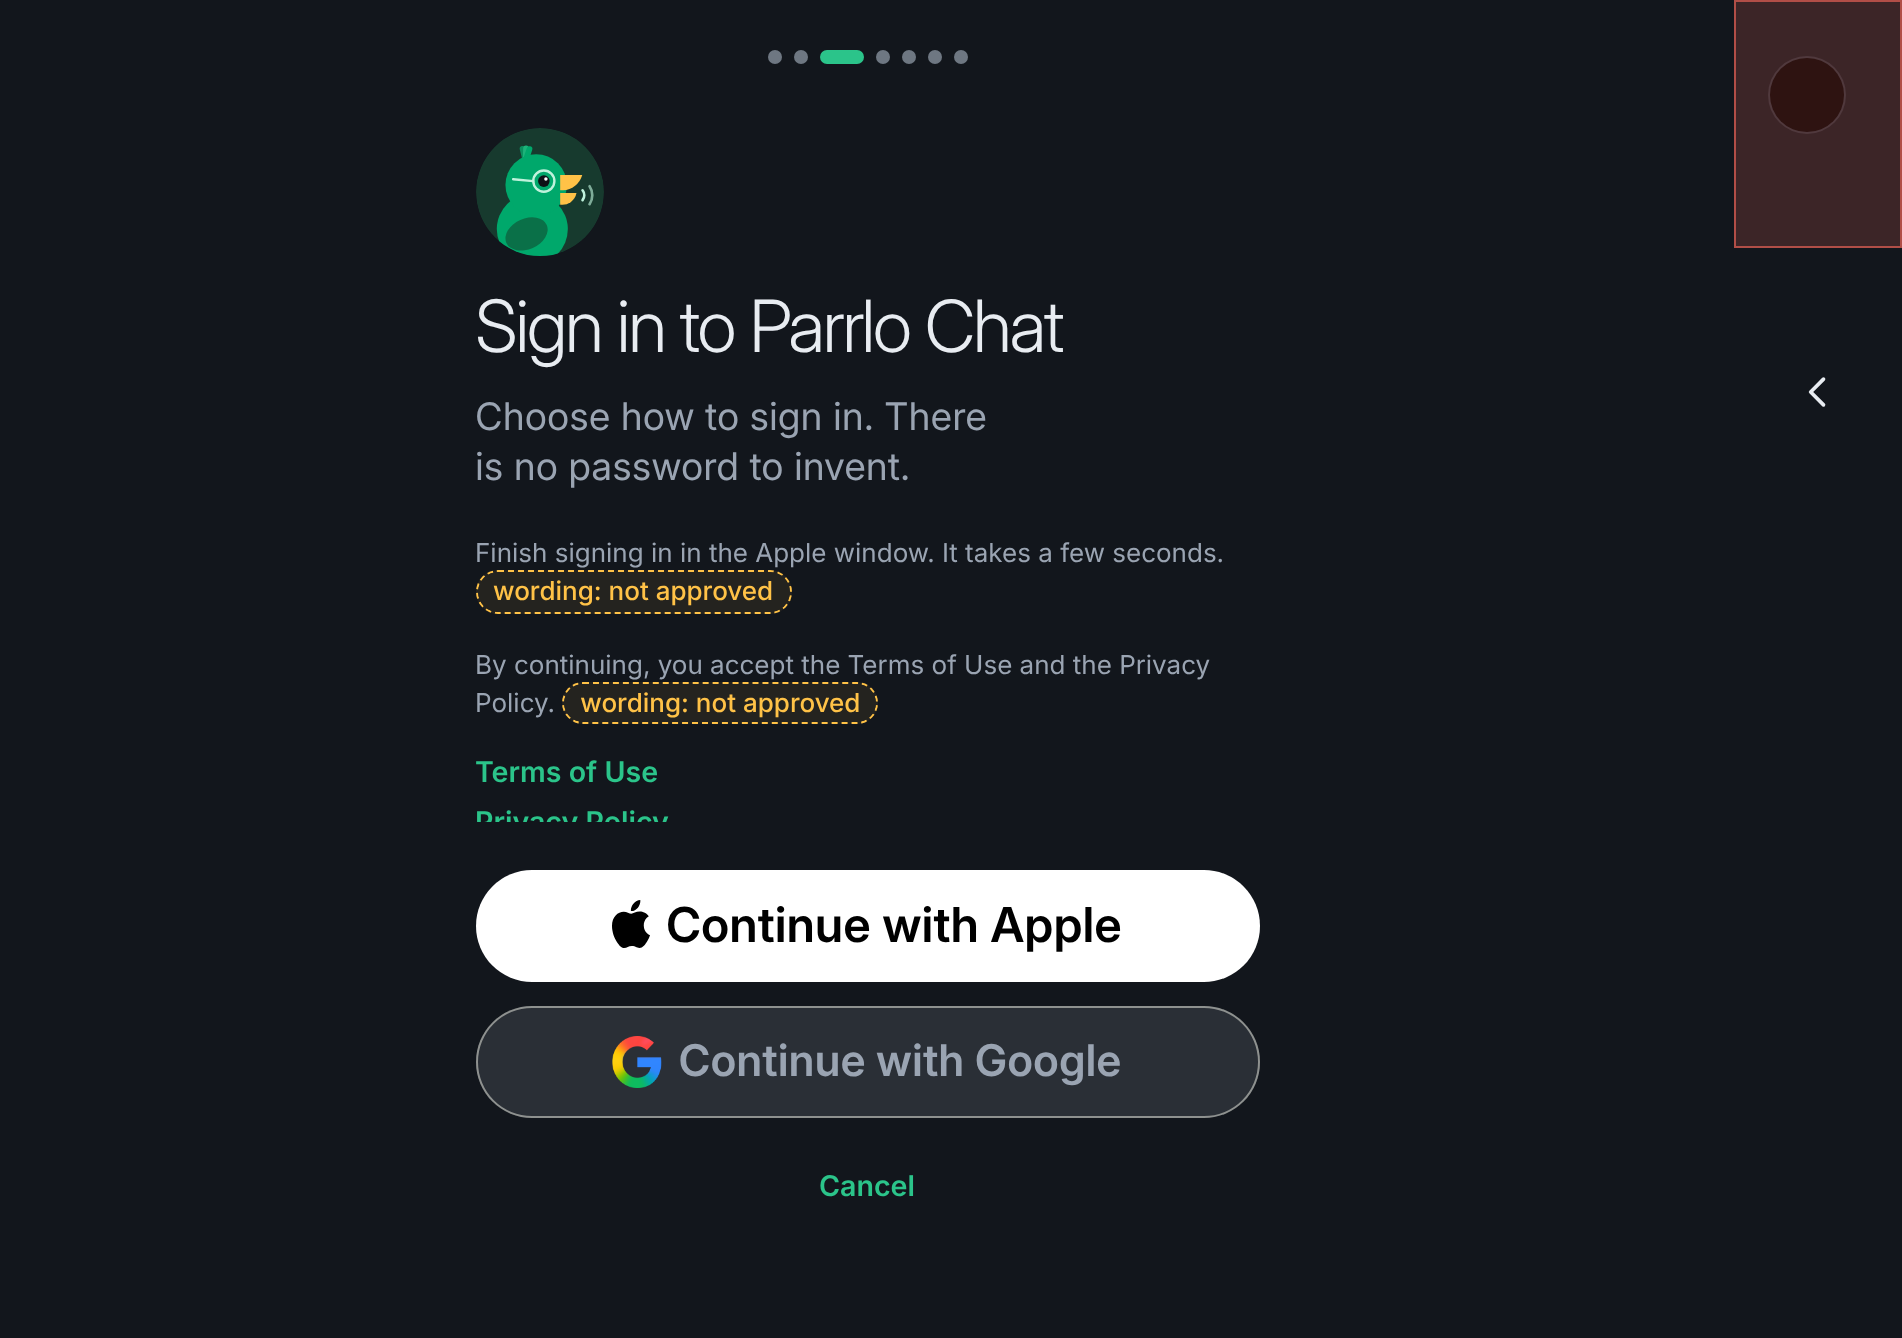 Sign in to Parrlo Chat
Choose how to sign in. There
is no password to invent.
Finish signing in in the Apple window. It takes a few seconds.
wording: not approved
By continuing, you accept the Terms of Use and the Privacy
Policy. wording: not approved
Terms of Use
Privacy Policy
Continue with Apple
Continue with Google
Cancel